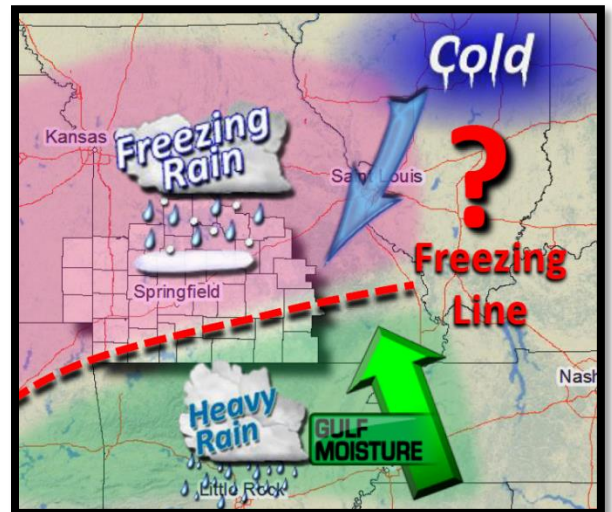 Cold
Kansas
Freezing
Rain
Saint Louis
?
Freezing
Line
Springfield
Nash
Heavy
Rain
GULF
MOISTURE
Little Rock